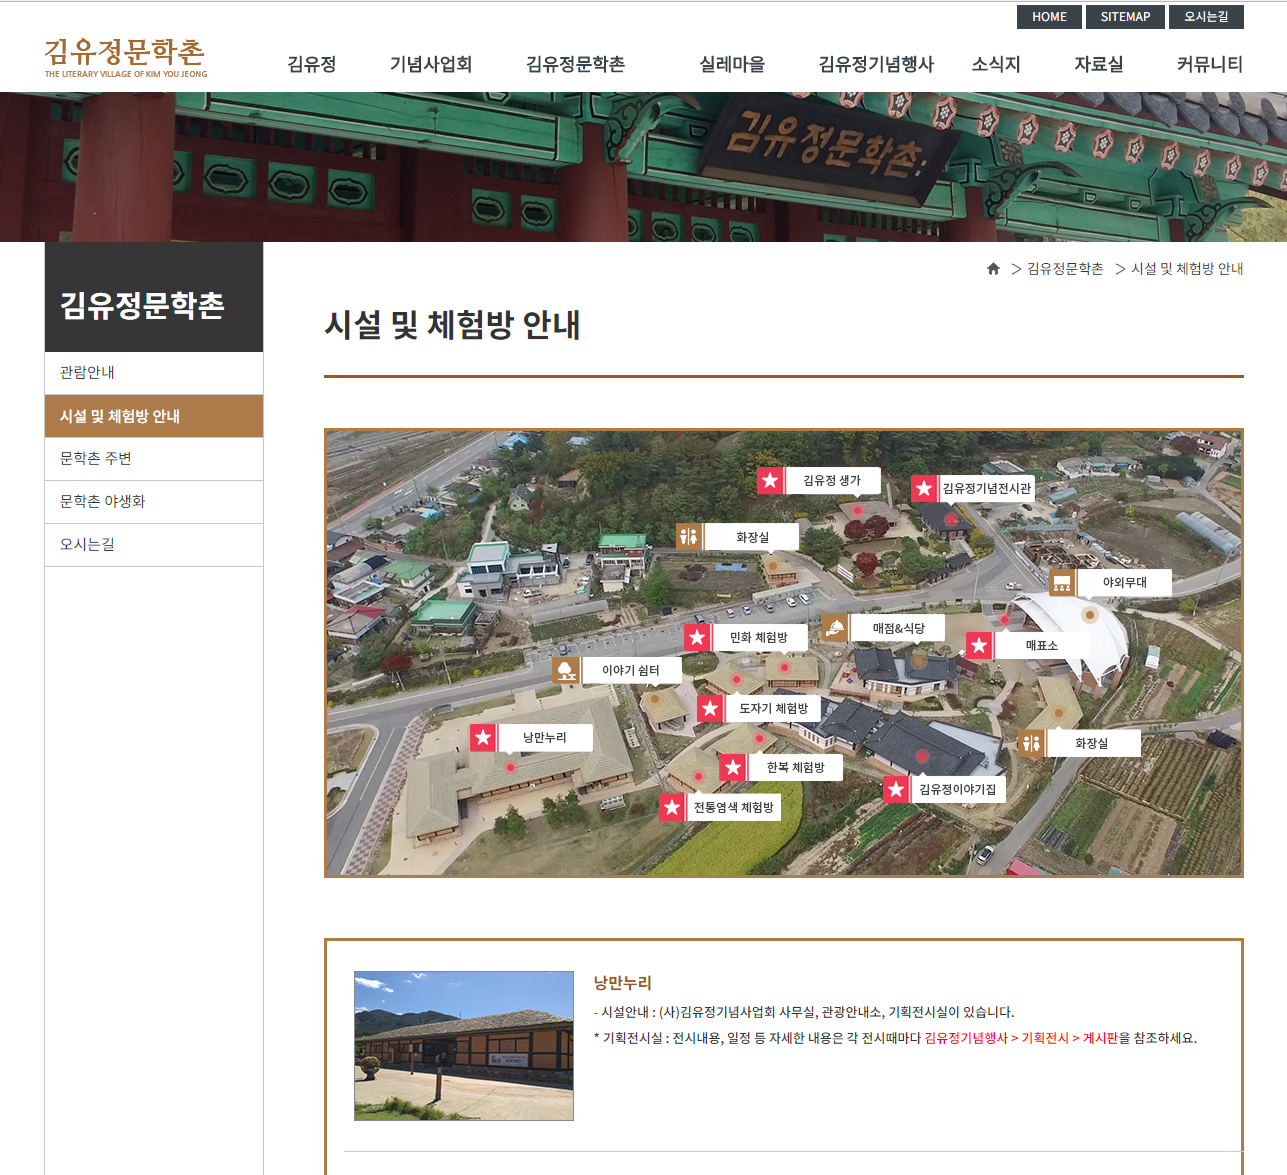 HOME SITEMAP 오시는길
김유정문학촌
THE LITERARY VILLAGE OF KIM YOU JEONG
김유정 기념사업회 김유정문학촌 실레마을 김유정기념행사 소식지 자료실 커뮤니티
김유정문학촌
> 김유정문학촌 > 시설 및 체험방 안내
김유정문학촌
관람안내
시설 및 체험방 안내
문학촌 주변
문학촌 야생화
오시는길
시설 및 체험방 안내
김유정 생가
김유정기념전시관
화장실
야외무대
매점&식당
민화 체험방
매표소
이야기 쉼터
도자기 체험방
낭만누리
화장실
한복 체험방
김유정이야기집
전통염색 체험방
낭만누리
- 시설안내 : (사)김유정기념사업회 사무실, 관광안내소, 기획전시실이 있습니다.
* 기획전시실 : 전시내용, 일정 등 자세한 내용은 각 전시때마다 김유정기념행사 > 기획전시 > 게시판을 참조하세요.